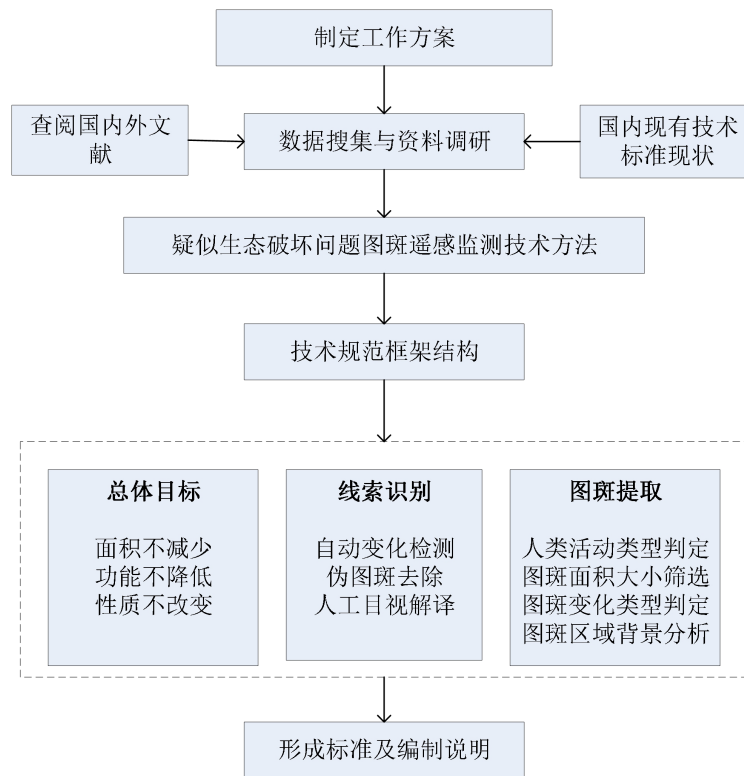 制定工作方案
查阅国内外文
献
数据搜集与资料调研
国内现有技术
标准现状
疑似生态破坏问题图斑遥感监测技术方法
技术规范框架结构
总体目标
面积不减少
功能不降低
性质不改变
线索识别
自动变化检测
伪图斑去除
人工目视解译
图斑提取
人类活动类型判定
图斑面积大小筛选
图斑变化类型判定
图斑区域背景分析
形成标准及编制说明